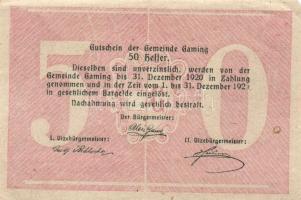 50
Gutschein der Gemeinde Gaming
50 Heller.
Dieselben sind unverzinslich, werden von der
Gemeinde Gaming bis 31. Dezember 1920 in Zahlung
genommen und in der Zeit vom 1. bis 31. Dezember 192
in gesetzlichem Bargelde eingelöst.
Nachahmung wird gesetzlich bestraft.
Der Bürgermeister:
I. Vizebürgermeister: II. Vizebürgermeister: